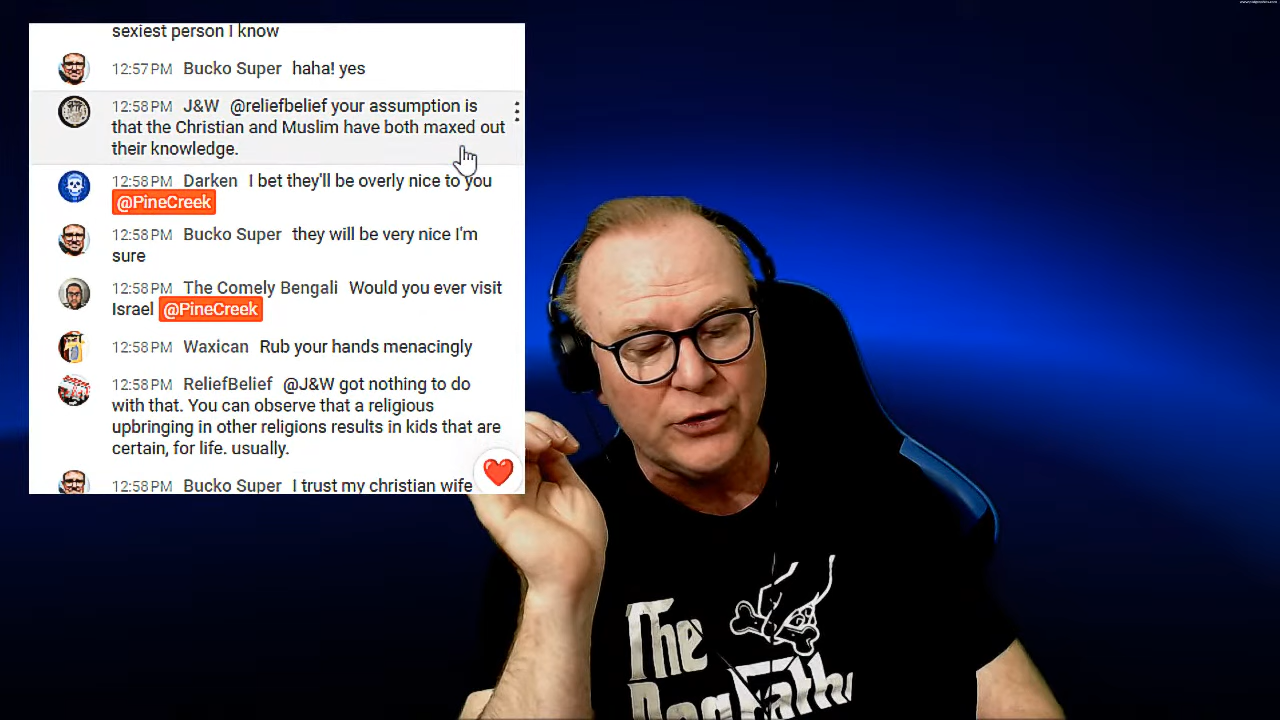 sexiest person I know
12:57 PM Bucko Super haha! yes
12:58 PM J&W @reliefbelief your assumption is
that the Christian and Muslim have both maxed out
their knowledge.
12:58 PM Darken I bet they'll be overly nice to you
@PineCreek
12:58 PM Bucko Super they will be very nice I'm
sure
12:58 PM The Comely Bengali Would you ever visit
Israel @PineCreek
12:58 PM Waxican Rub your hands menacingly
12:58 PM ReliefBelief @J&W got nothing to do
with that. You can observe that a religious
upbringing in other religions results in kids that are
certain, for life. usually.
12:58 PM Bucko Super I trust my christian wife
The
DogFath